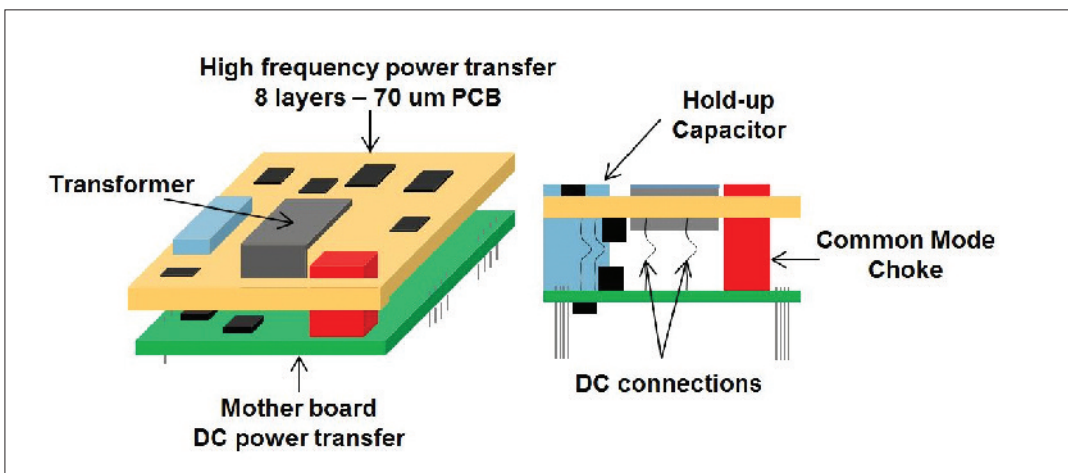 High frequency power transfer
8 layers – 70 um PCB
Transformer
Mother board
DC power transfer
Hold-up
Capacitor
Common Mode
Choke
DC connections